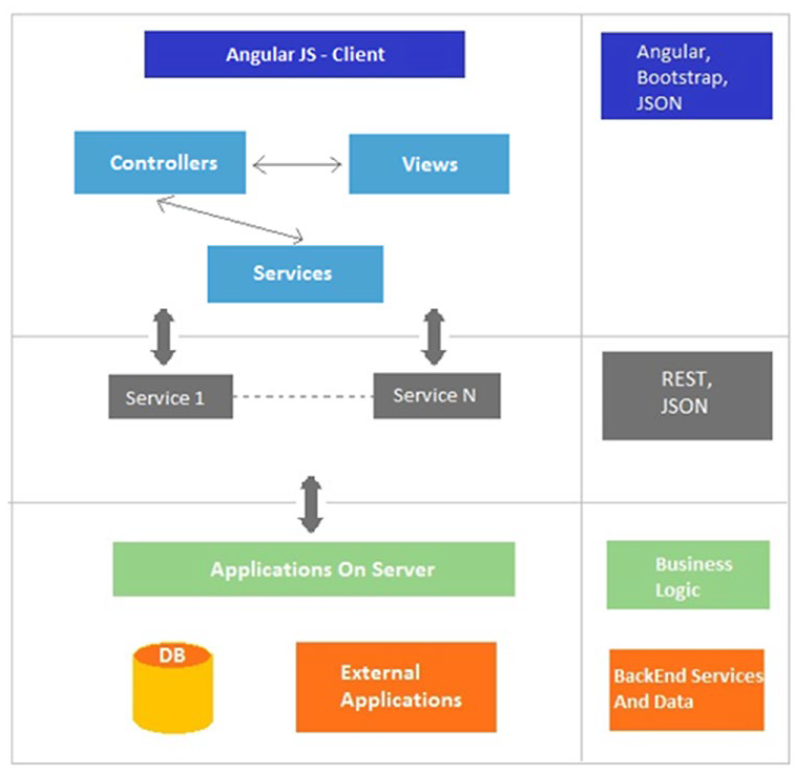 Angular JS - Client
Angular,
Bootstrap,
JSON
Controllers
Views
Services
Service 1
Service N
REST,
JSON
Applications On Server
Business
Logic
DB
External
Applications
BackEnd Services
And Data